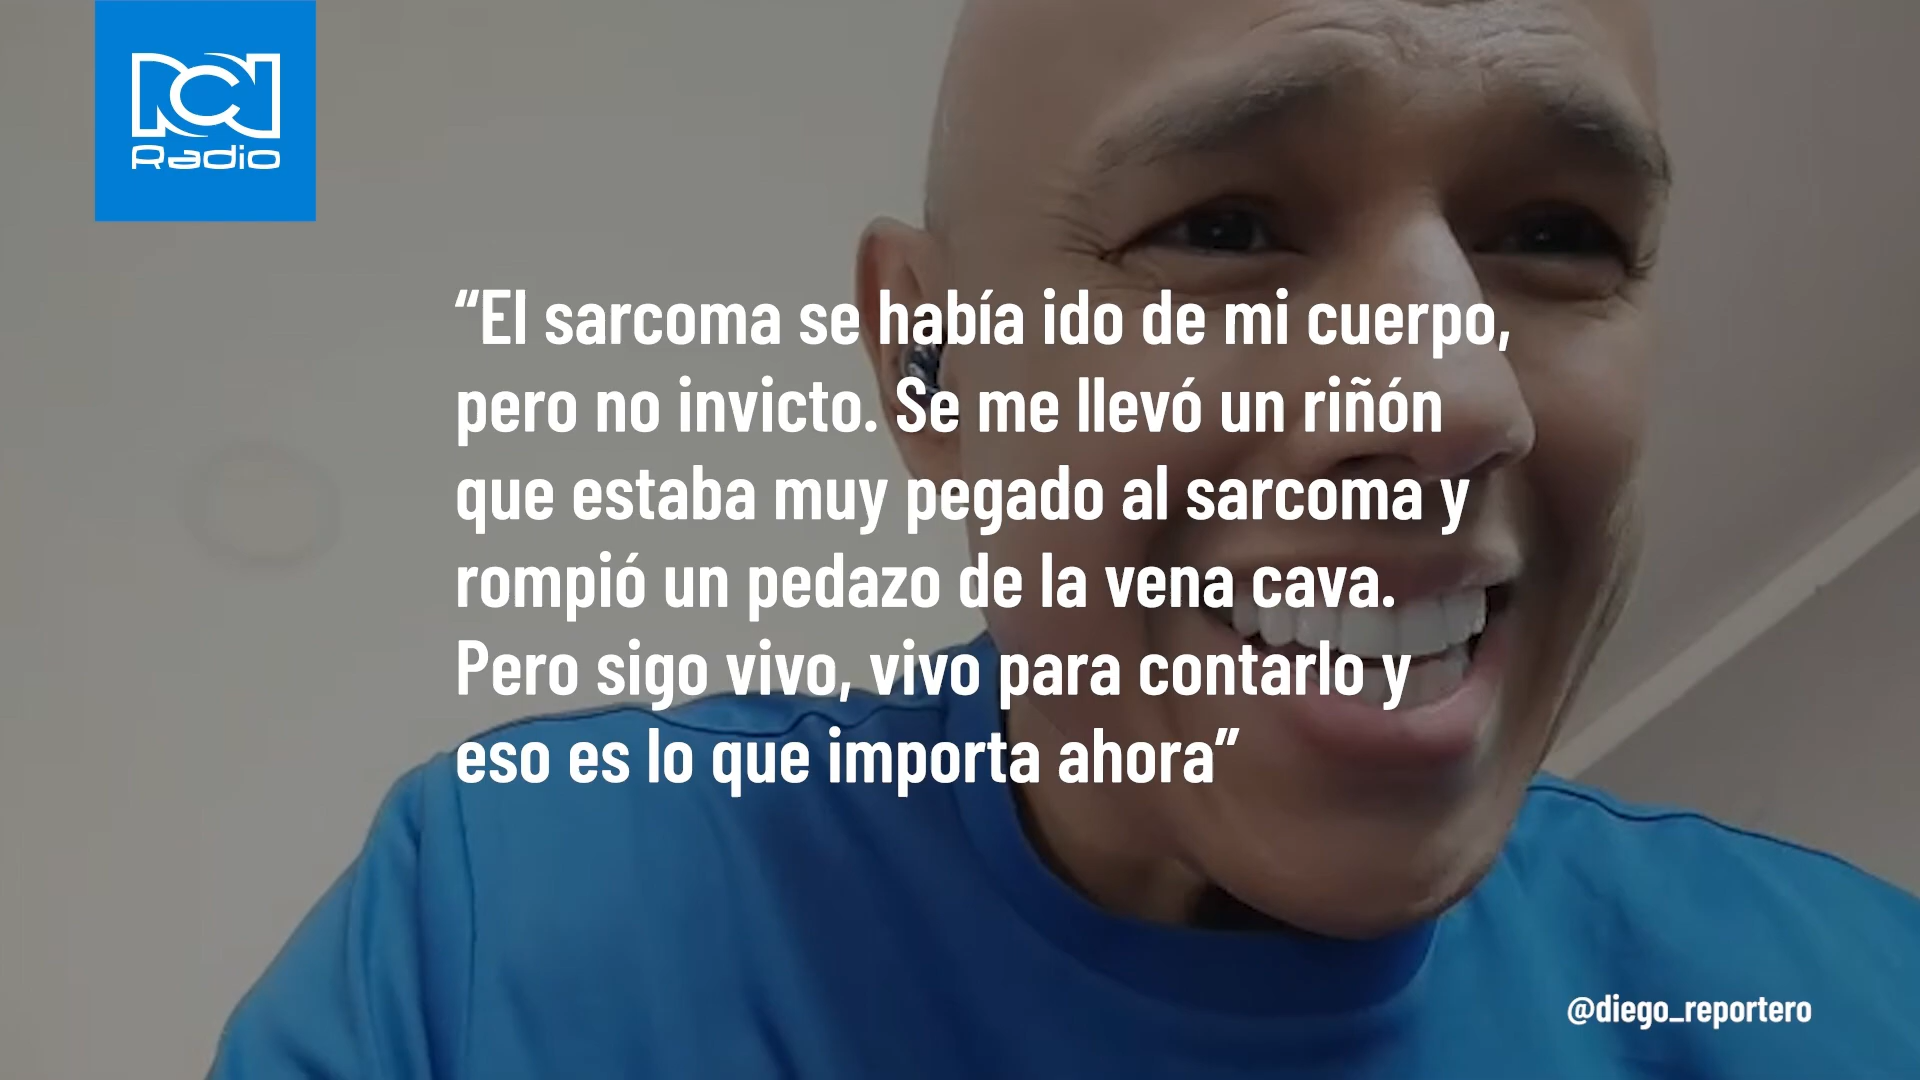 RCN
Radio
“El sarcoma se había ido de mi cuerpo,
pero no invicto. Se me llevó un riñón
que estaba muy pegado al sarcoma y
rompió un pedazo de la vena cava.
Pero sigo vivo, vivo para contarlo y
eso es lo que importa ahora”
@diego_reportero